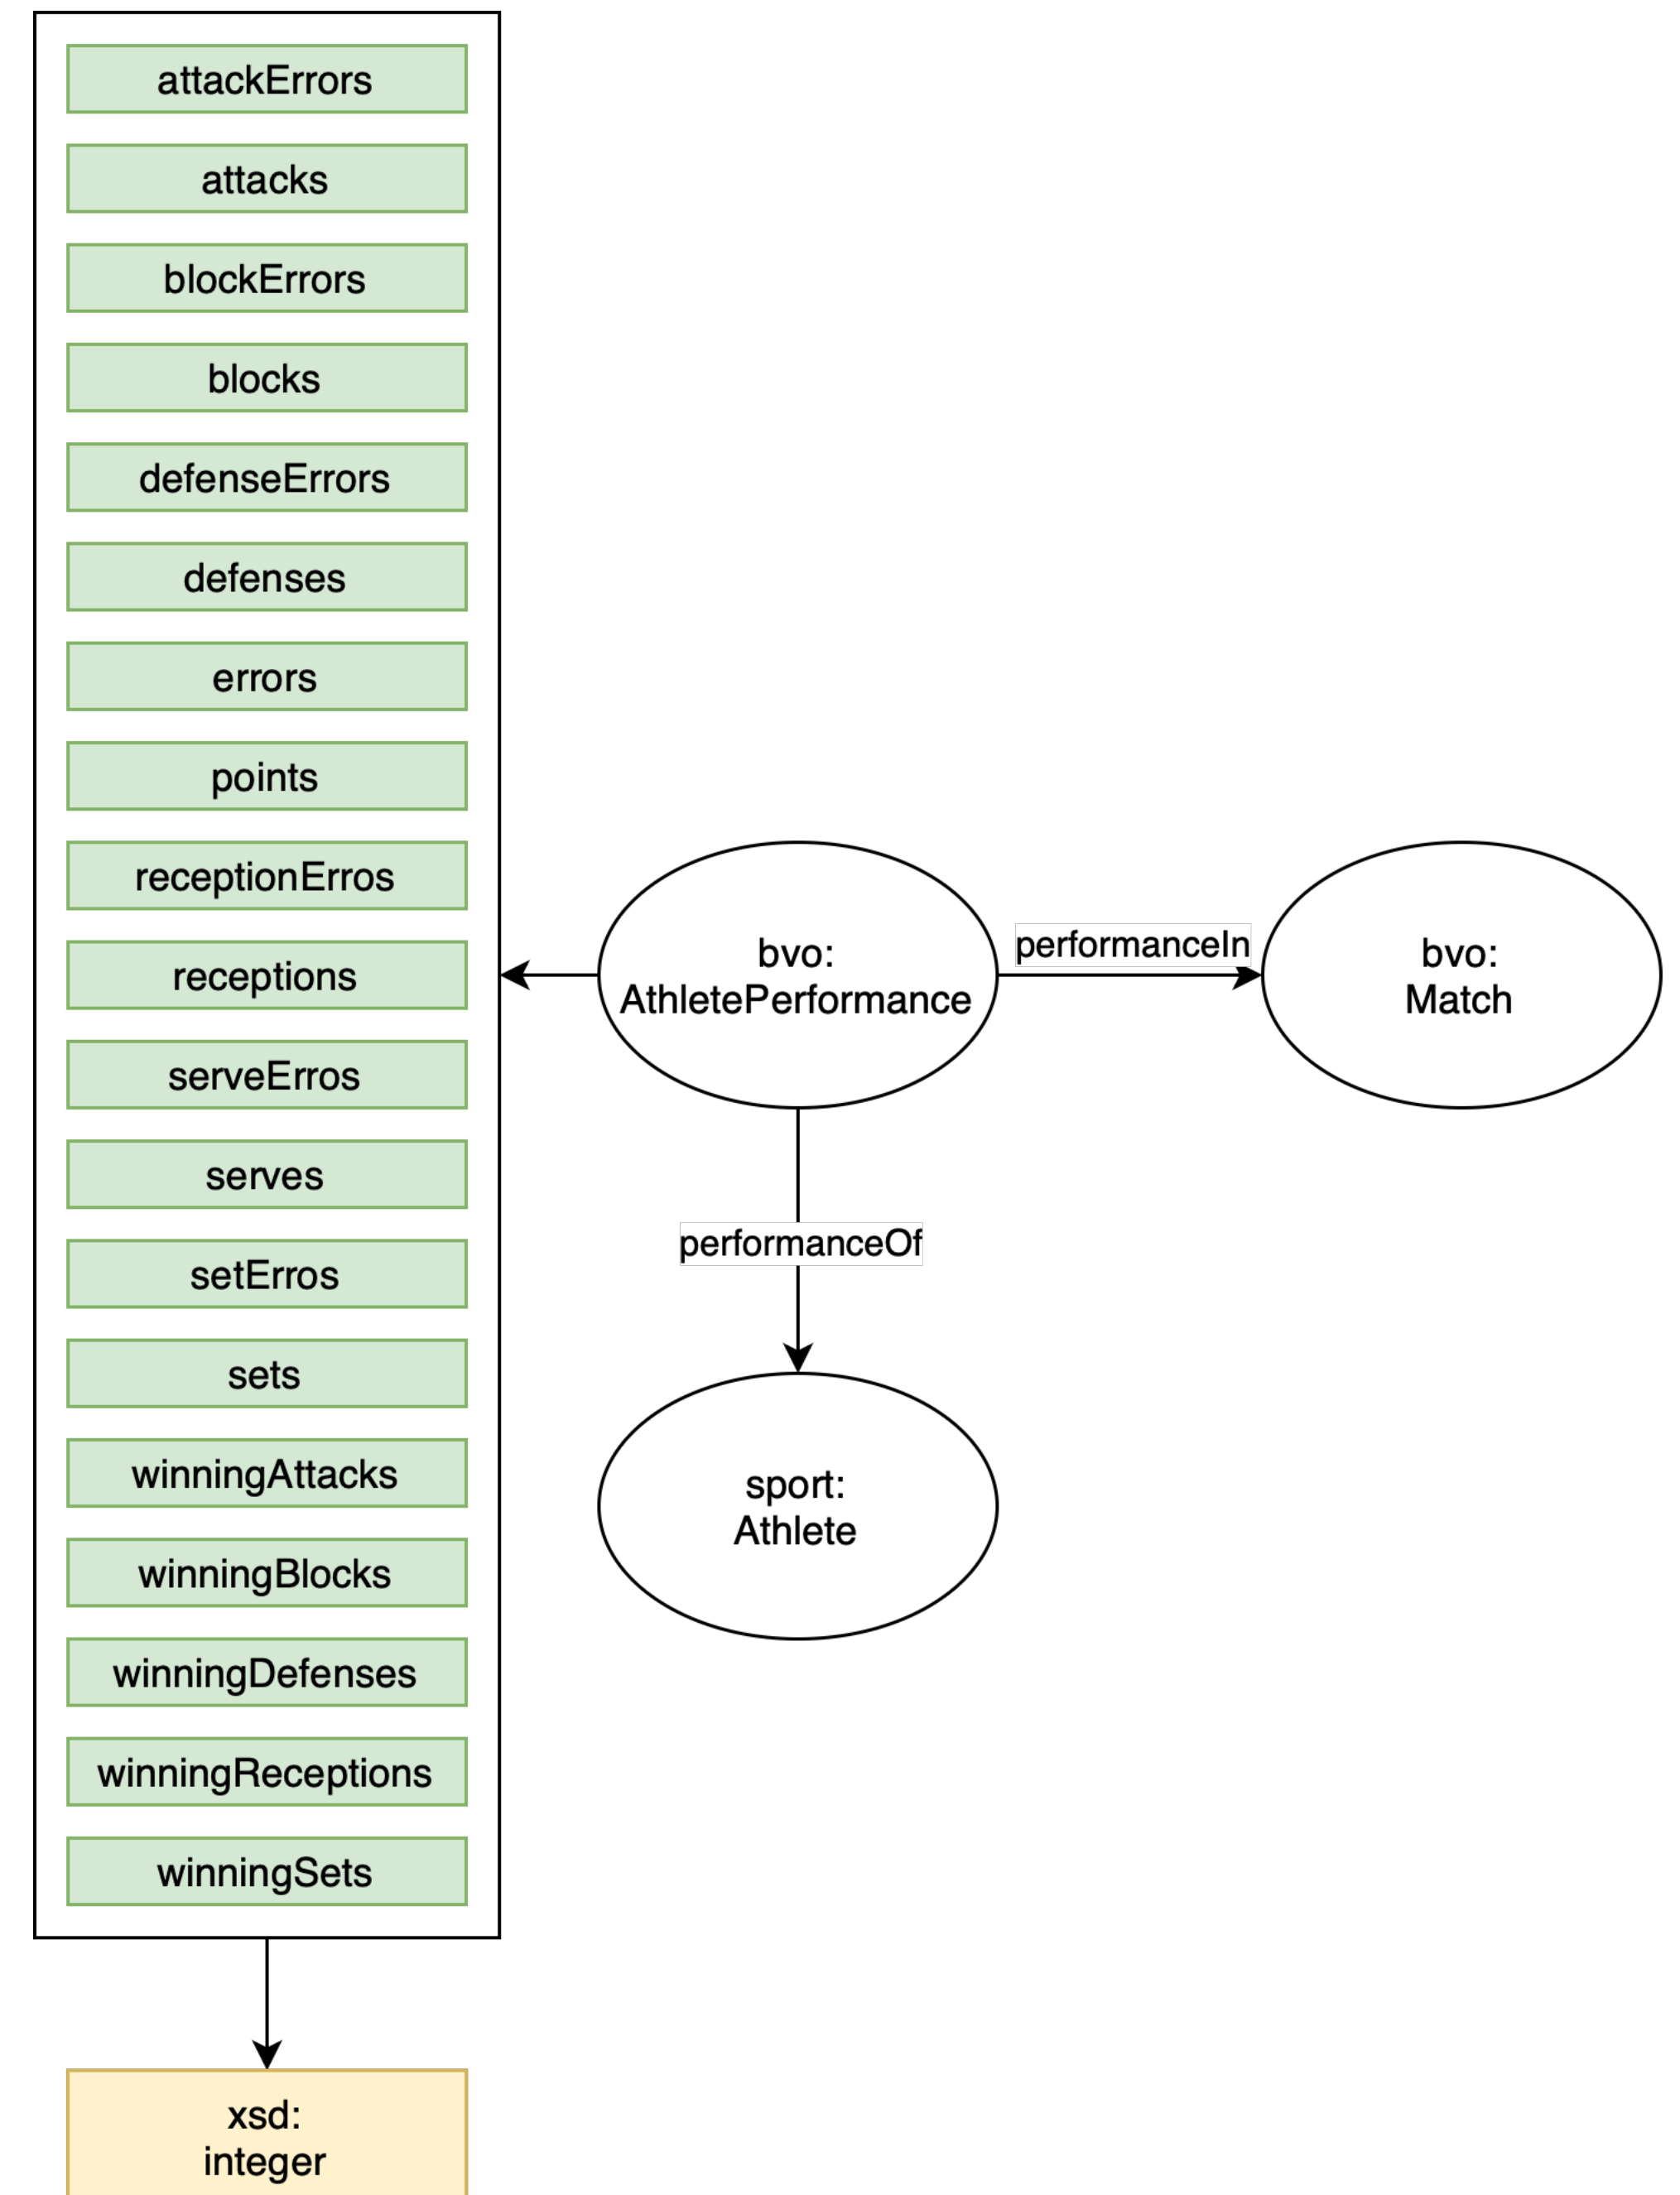 attackErrors
attacks
blockErrors
blocks
defenseErrors
defenses
errors
points
receptionErros
receptions
serveErros
serves
setErros
sets
winningAttacks
winningBlocks
winningDefenses
winningReceptions
winningSets
xsd:
integer
bvo:
AthletePerformance
performanceIn
bvo:
Match
performanceOf
sport:
Athlete